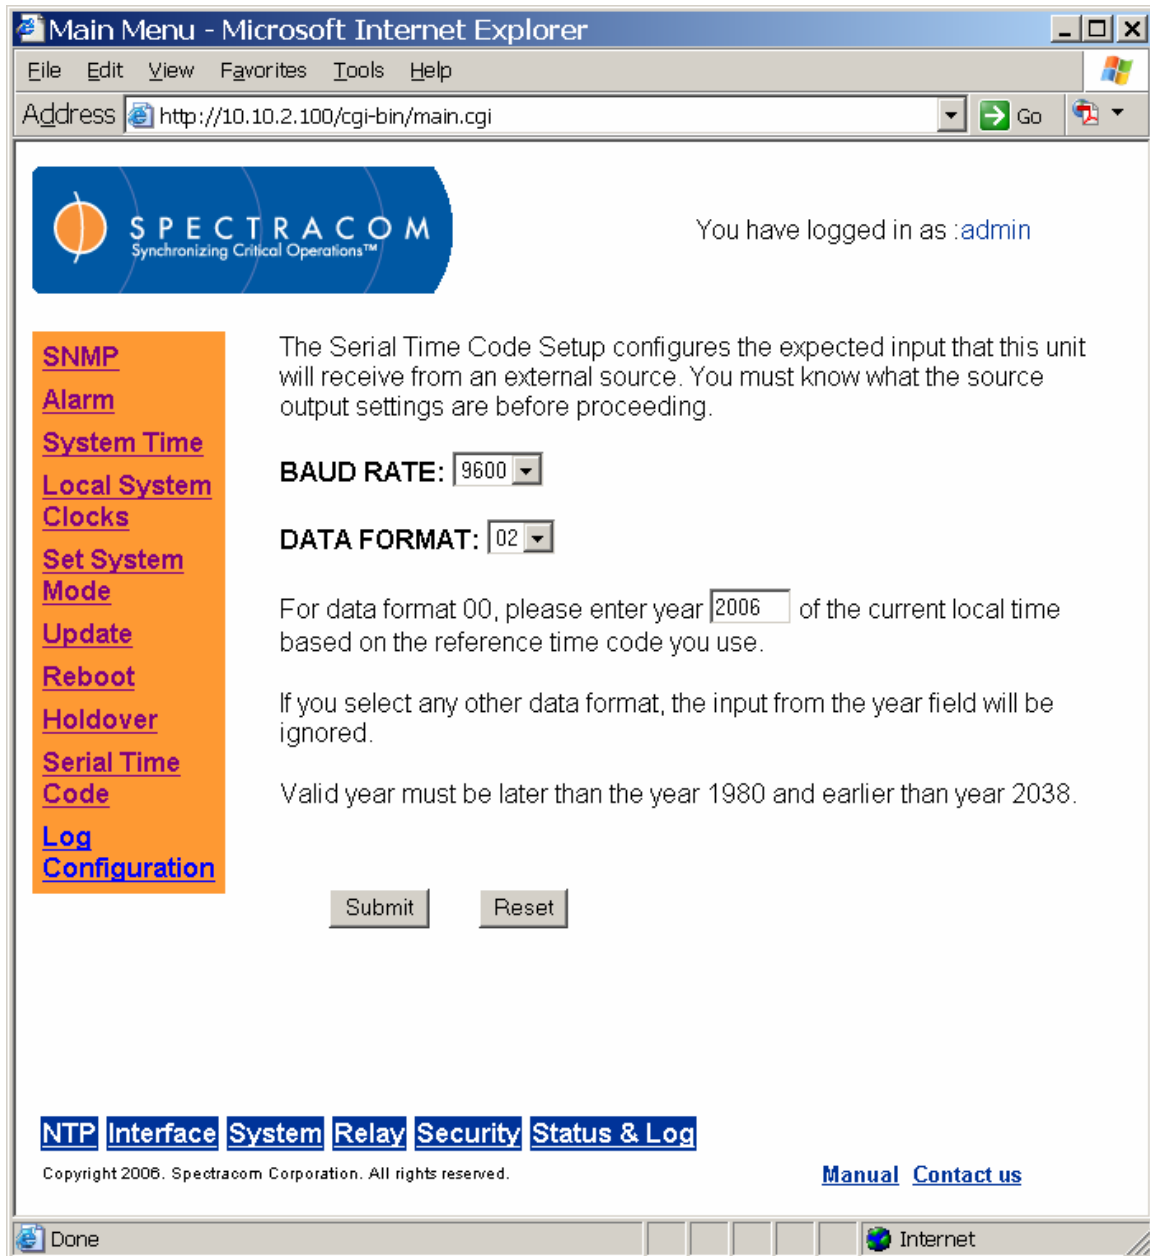 Main Menu - Microsoft Internet Explorer
File Edit View Favorites Tools Help
Address http://10.10.2.100/cgi-bin/main.cgi Go
SPECTRACOM
Synchronizing Critical Operations™
You have logged in as :admin
SNMP
Alarm
System Time
Local System
Clocks
Set System
Mode
Update
Reboot
Holdover
Serial Time
Code
Log
Configuration
The Serial Time Code Setup configures the expected input that this unit
will receive from an external source. You must know what the source
output settings are before proceeding.
BAUD RATE: 9600
DATA FORMAT: 02
For data format 00, please enter year 2006 of the current local time
based on the reference time code you use.
If you select any other data format, the input from the year field will be
ignored.
Valid year must be later than the year 1980 and earlier than year 2038.
Submit Reset
NTP Interface System Relay Security Status & Log
Copyright 2006. Spectracom Corporation. All rights reserved.
Manual Contact us
Done Internet